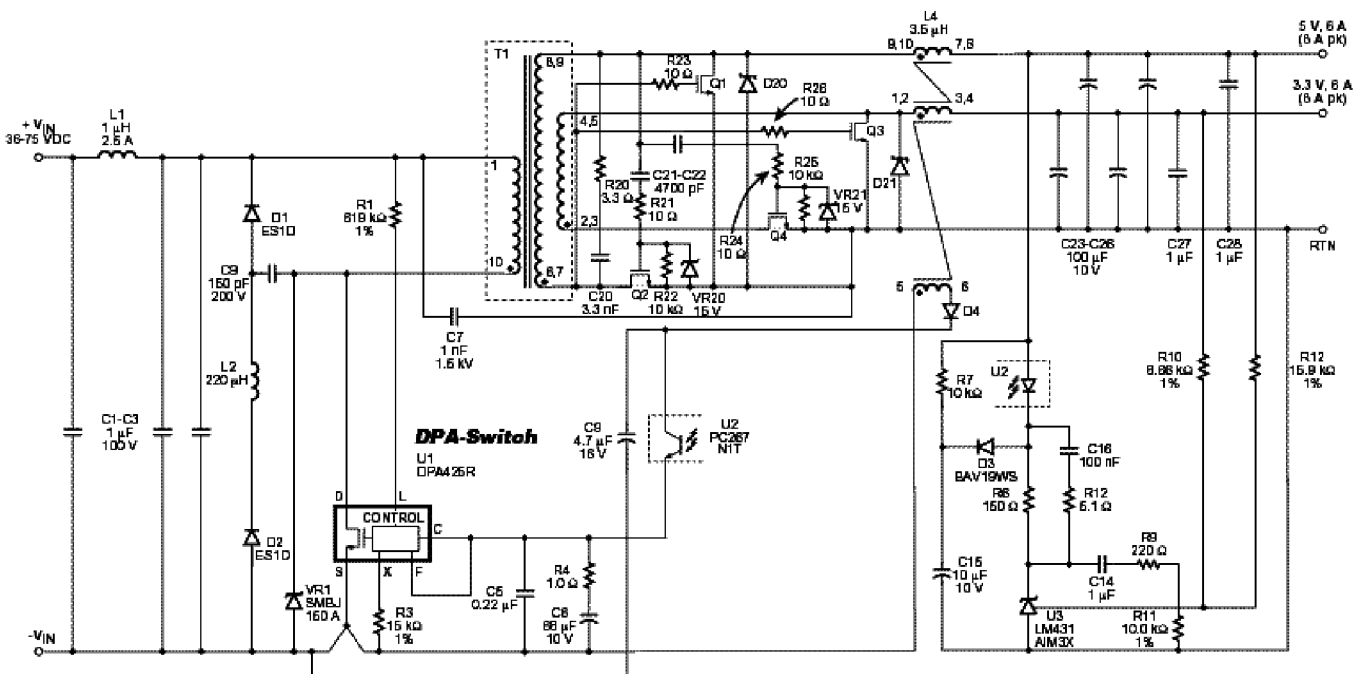 L4
3.5 µH
9,10
7,8
5 V, 6 A
(8 A pk)
T1
8,9
R23
10 Ω
Q1
D20
R26
10 Ω
1,2
3,4
3.3 V, 6 A
(8 A pk)
L1
1 µH
2.5 A
+ VIN
36-75 VDC
4,5
Q3
1
R20
3.3 Ω
C21-C22
4700 pF
R21
10 Ω
R25
10 kΩ
VR21
15 V
D21
R1
619 kΩ
1%
D1
ES1D
2,3
R24
10 Ω
Q4
RTN
C23-C26
100 µF
10 V
C27
1 µF
C28
1 µF
C9
150 pF
200 V
10
6,7
C20
3.3 nF
Q2
R22
10 kΩ
VR20
15 V
5
6
D4
C7
1 nF
1.5 kV
L2
220 µH
R7
10 kΩ
U2
R10
8.66 kΩ
1%
R12
15.9 kΩ
1%
C1-C3
1 µF
100 V
DPA-Switch
U1
DPA425R
C9
4.7 µF
16 V
U2
PC267
N1T
D3
BAV19WS
C16
100 nF
R6
150 Ω
R12
5.1 Ω
D
L
CONTROL
C
S
X
F
D2
ES1D
R9
220 Ω
C14
1 µF
C15
10 µF
10 V
VR1
SMBJ
150 A
R3
15 kΩ
1%
C5
0.22 µF
R4
1.0 Ω
C6
68 µF
10 V
U3
LM431
AIM3X
R11
10.0 kΩ
1%
-VIN